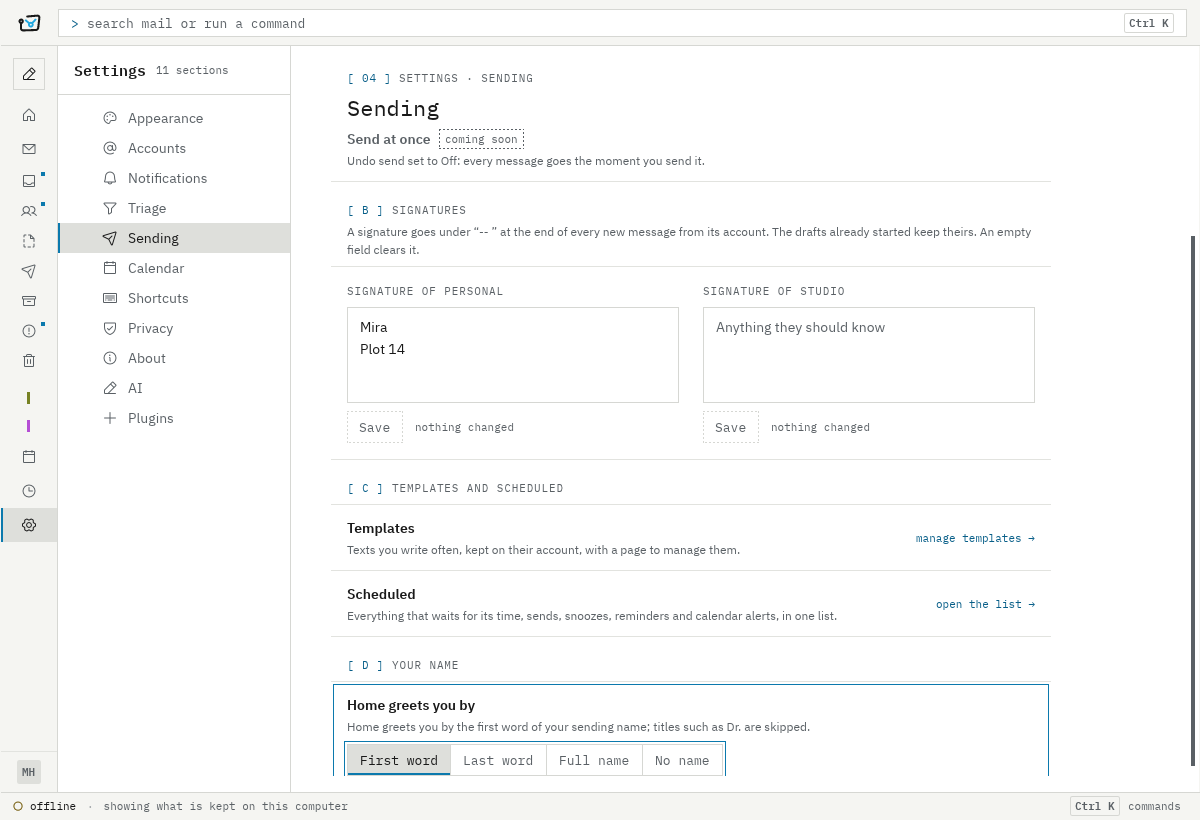 > search mail or run a command
Ctrl K
Settings 11 sections
Appearance
Accounts
Notifications
Triage
Sending
Calendar
Shortcuts
Privacy
About
AI
Plugins
MH
[ 04 ] SETTINGS · SENDING
Sending
Send at once coming soon
Undo send set to Off: every message goes the moment you send it.
[ B ] SIGNATURES
A signature goes under “-- ” at the end of every new message from its account. The drafts already started keep theirs. An empty
field clears it.
SIGNATURE OF PERSONAL
Mira
Plot 14
Save nothing changed
SIGNATURE OF STUDIO
Anything they should know
Save nothing changed
[ C ] TEMPLATES AND SCHEDULED
Templates
Texts you write often, kept on their account, with a page to manage them.
manage templates →
Scheduled
Everything that waits for its time, sends, snoozes, reminders and calendar alerts, in one list.
open the list →
[ D ] YOUR NAME
Home greets you by
Home greets you by the first word of your sending name; titles such as Dr. are skipped.
First word Last word Full name No name
offline · showing what is kept on this computer
Ctrl K commands